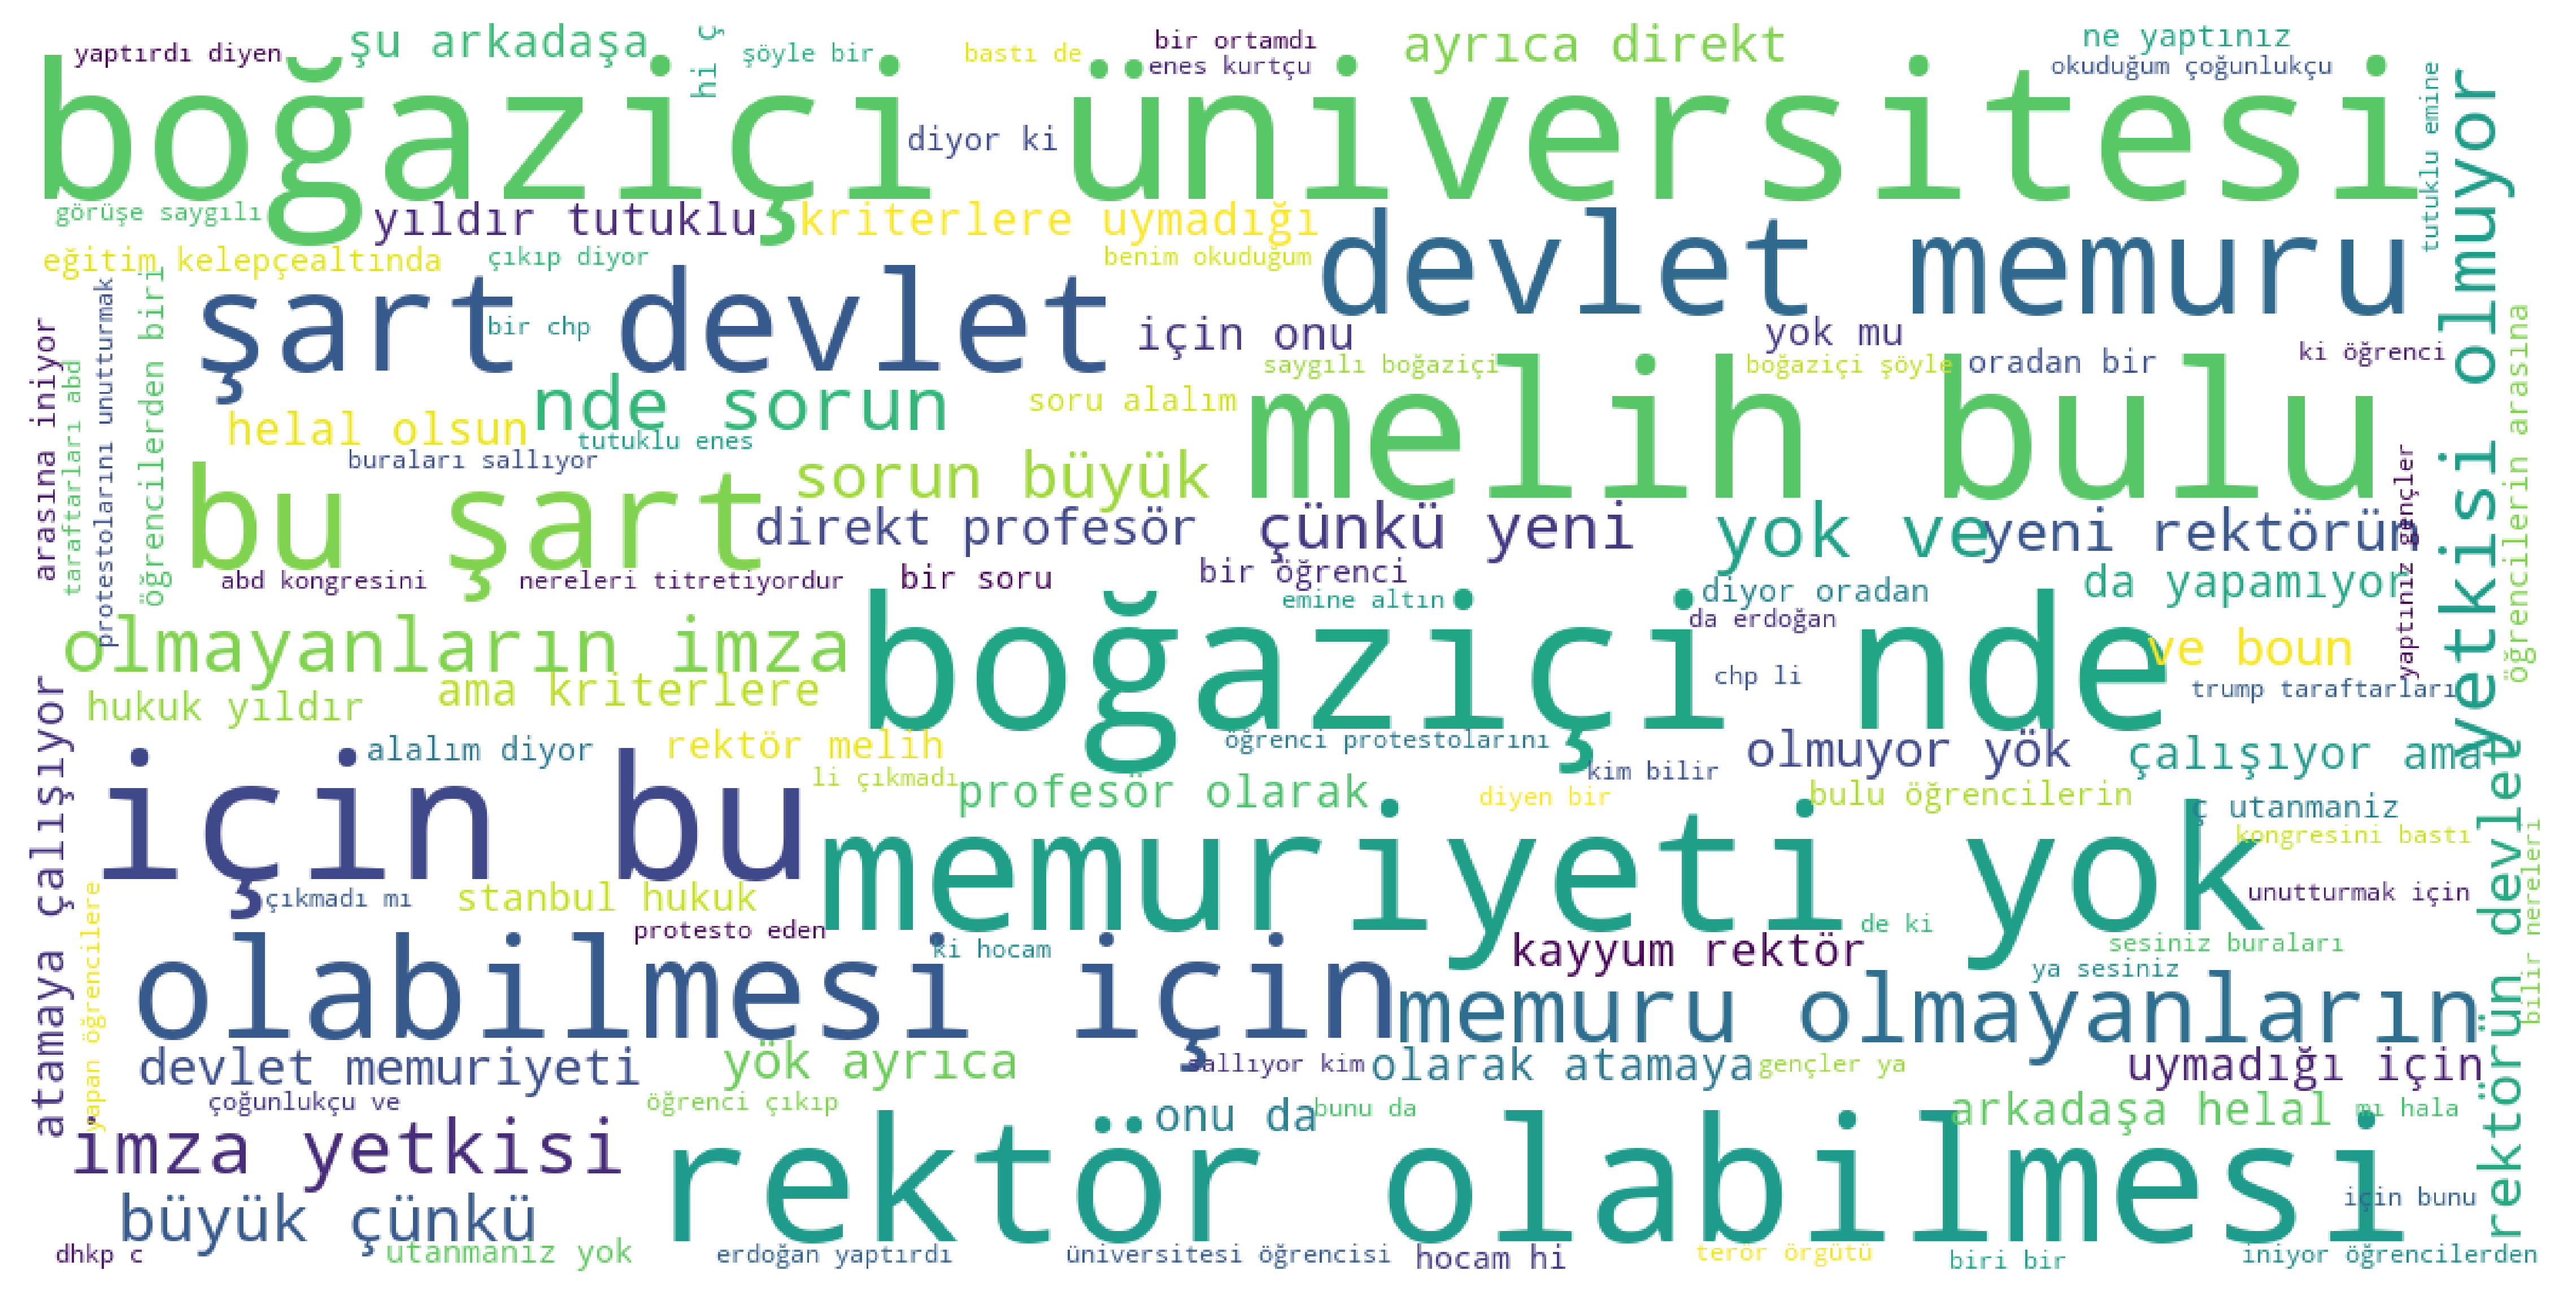 yaptırdı diyen
şu arkadaşa
hi ç
şöyle bir
bastı de
bir ortamdı
enes kurtçu
ayrıca direkt
ne yaptınız
okuduğum çoğunlukçu
boğaziçi üniversitesi
diyor ki
tutuklu emine
yetkisi olmuyor
görüşe saygılı
yıldır tutuklu
kriterlere uymadığı
devlet memuru
eğitim kelepçealtında
çıkıp diyor
benim okuduğum
şart devlet
bir chp
için onu
yok mu
oradan bir
ki öğrenci
saygılı boğaziçi
boğaziçi şöyle
arasına iniyor
taraftarları abd
protestolarını unutturmak
öğrencilerden biri
nde sorun
soru alalım
melih bulu
helal olsun
tutuklu enes
buraları sallıyor
sorun büyük
bu şart
direkt profesör
çünkü yeni
yok ve
yeni rektörün
yaptınız gençler
öğrencilerin arasına
abd kongresini
nereleri titretiyordur
bir soru
bir öğrenci
emine altın
diyor oradan
da yapamıyor
da erdoğan
olmayanların imza
boğaziçi nde
ve boun
chp li
trump taraftarları
hukuk yıldır
ama kriterlere
attamaya çalışıyor
alalım diyor
rektör melih
öğrenci protestolarını
olmuyor yök
çalışıyor ama
için bu
li çıkmadı
profesör olarak
kim bilir
diyen bir
bulu öğrencilerin
ç utanmaniz
kongresini bastı
memuriyeti yok
çıkmadı mı
stanbul hukuk
unutturmak için
yapan öğrencilere
protesto eden
ki hocam
de ki
kayyum rektör
sesiniz buraları
ya sesiniz
bilir nereleri
rektörün devlet
olabilmesi için
memuru olmayanların
devlet memuriyeti
yök ayrıca
sallıyor kim
olarak atamaya
gençler ya
uymadığı için
çoğunlukçu ve
öğrenci çıkıp
onu da
bunu da
arkadaşa helal
mı hala
imza yetkisi
rektör olabilmesi
için bunu
büyük çünkü
dhkp c
utanmanız yok
erdoğan yaptırdı
üniversitesi öğrencisi
hocam hi
terör örgütü
biri bir
iniyor öğrencilerden